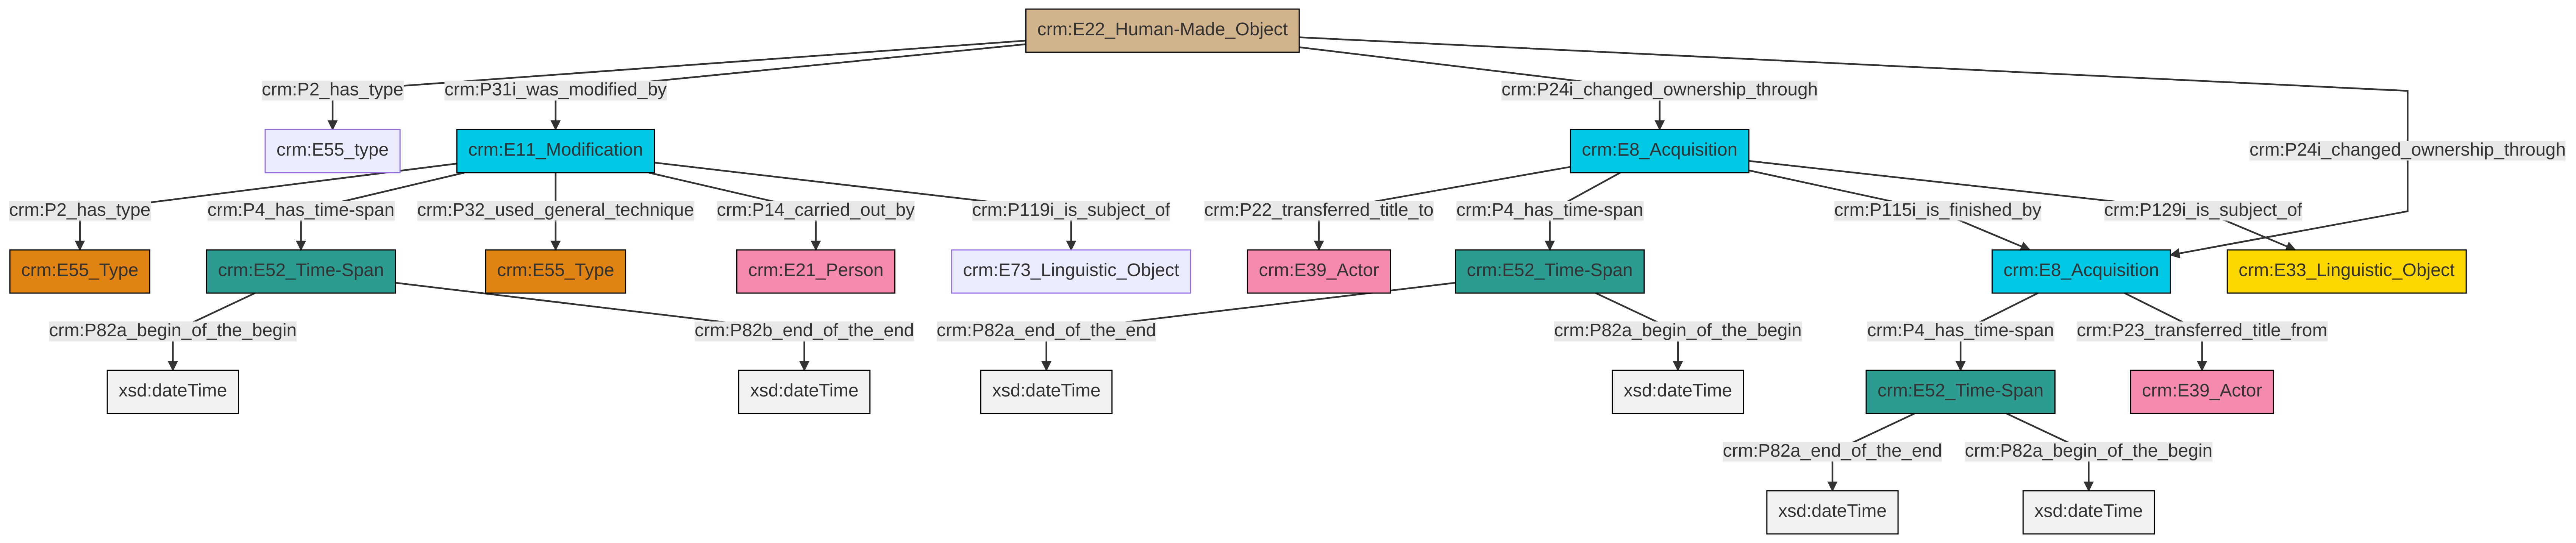 crm:E22_Human-Made_Object
crm:P2_has_type
crm:P31i_was_modified_by
crm:P24i_changed_ownership_through
crm:E55_type
crm:E11_Modification
crm:E8_Acquisition
crm:P24i_changed_ownership_through
crm:P2_has_type
crm:P4_has_time-span
crm:P32_used_general_technique
crm:P14_carried_out_by
crm:P119i_is_subject_of
crm:P22_transferred_title_to
crm:P4_has_time-span
crm:P115i_is_finished_by
crm:P129i_is_subject_of
crm:E55_Type
crm:E52_Time-Span
crm:E55_Type
crm:E21_Person
crm:E73_Linguistic_Object
crm:E39_Actor
crm:E52_Time-Span
crm:E8_Acquisition
crm:E33_Linguistic_Object
crm:P82a_begin_of_the_begin
crm:P82b_end_of_the_end
crm:P82a_end_of_the_end
crm:P82a_begin_of_the_begin
crm:P4_has_time-span
crm:P23_transferred_title_from
xsd:dateTime
xsd:dateTime
xsd:dateTime
xsd:dateTime
crm:E52_Time-Span
crm:E39_Actor
crm:P82a_end_of_the_end
crm:P82a_begin_of_the_begin
xsd:dateTime
xsd:dateTime